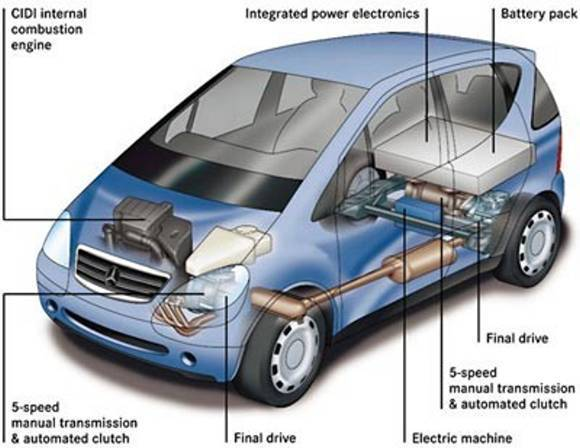 CIDI internal
combustion
engine
Integrated power electronics
Battery pack
Final drive
5-speed
manual transmission
& automated clutch
5-speed
manual transmission
& automated clutch
Final drive
Electric machine